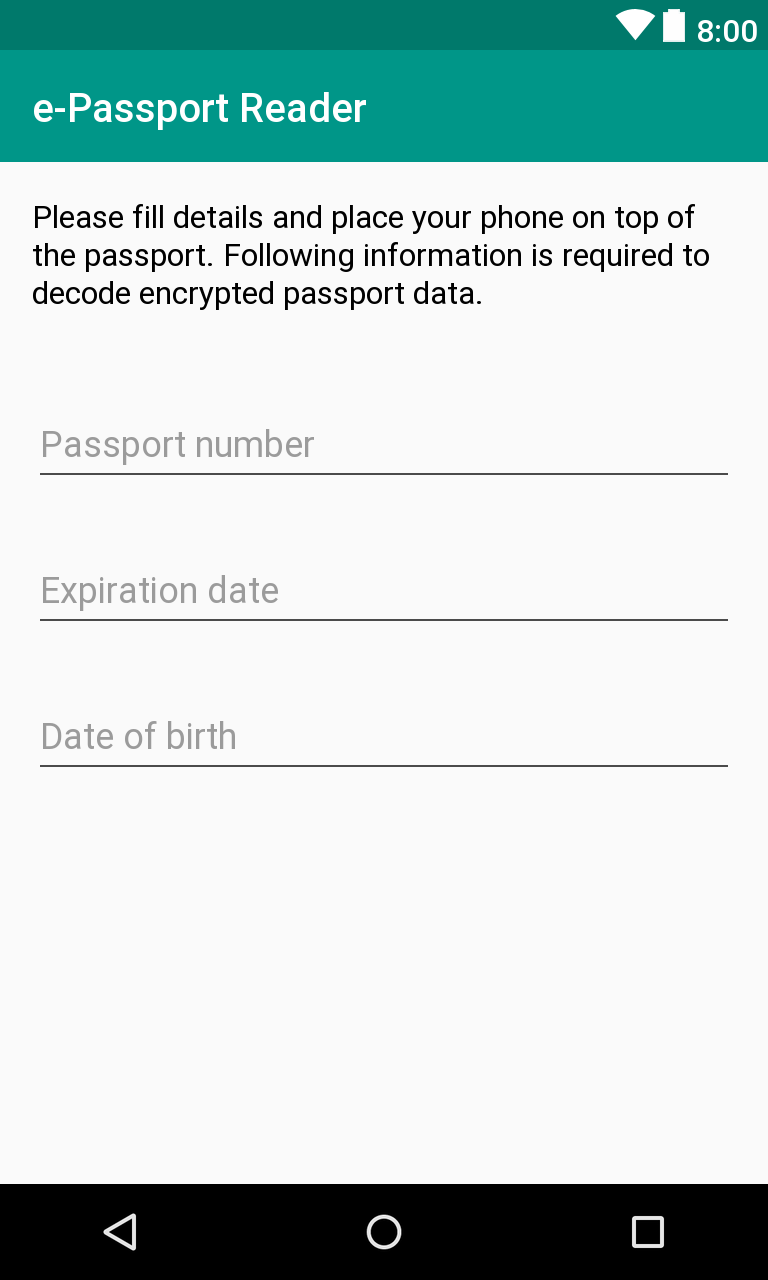 8:00
e-Passport Reader
Please fill details and place your phone on top of
the passport. Following information is required to
decode encrypted passport data.
Passport number
Expiration date
Date of birth